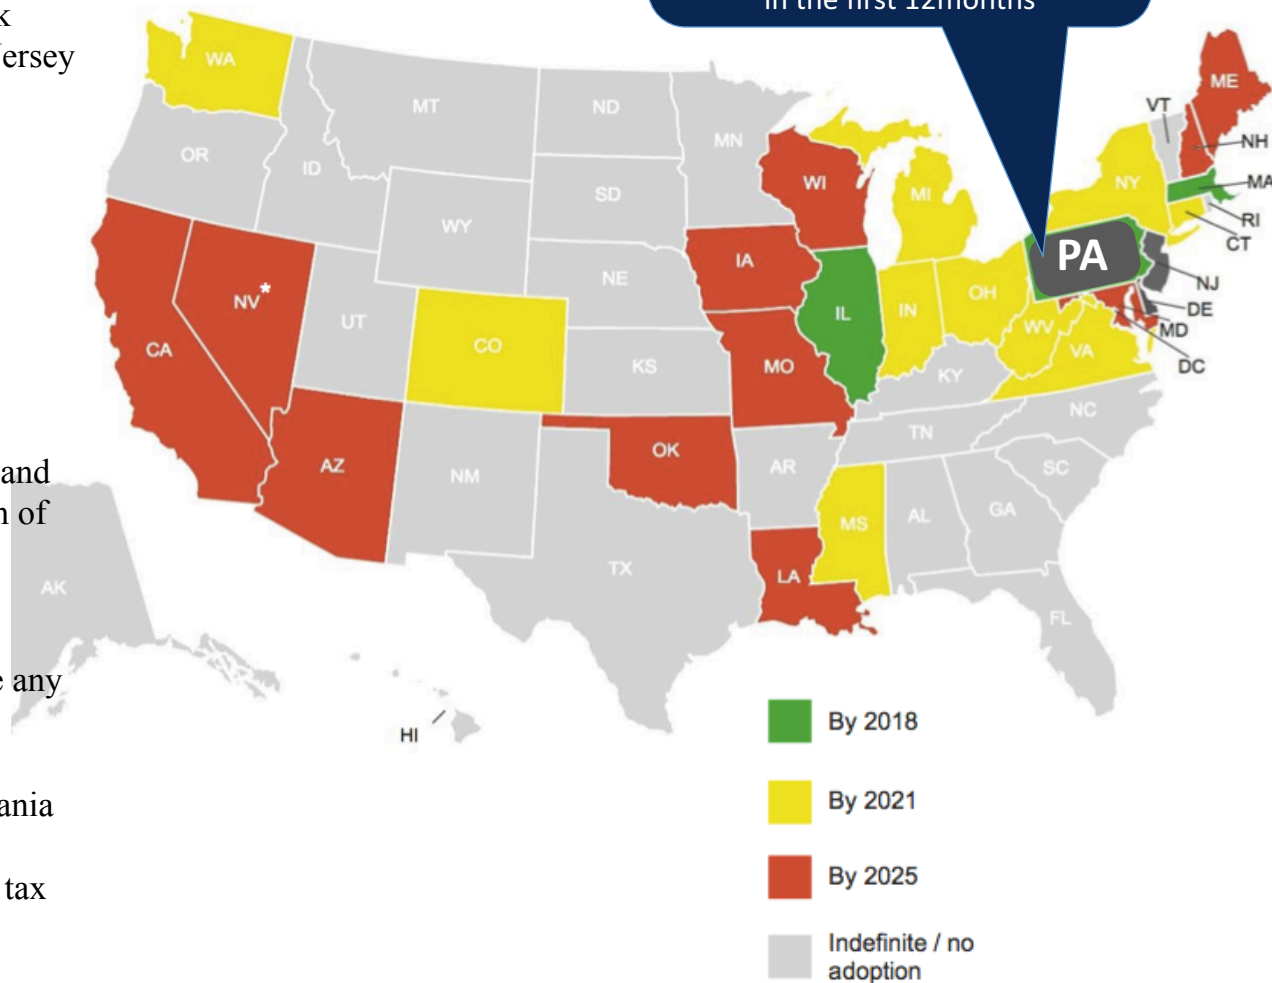 k
in the first 12months
ersey
WA
MT
ND
MN
OR
ID
SD
WI
MI
NY
VT
ME
NH
MA
RI
CT
WY
IA
NE
PA
NJ
DE
MD
DC
NV*
UT
CO
CA
KS
MO
IL
IN
OH
WV
VA
KY
NC
TN
AZ
NM
OK
AR
SC
MS
AL
GA
LA
TX
FL
and
n of
AK
e any
HI
ania
tax
By 2018
By 2021
By 2025
Indefinite / no
adoption